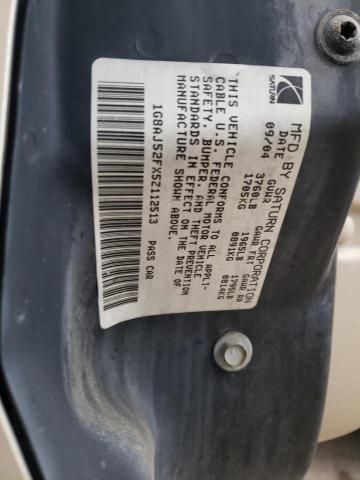 SATURN
MFD BY SATURN CORPORATION
DATE GVWR GAWR FRT GAWR RR
09/04 3760LB 1965LB 1795LB
1705KG 0891KG 0814KG
THIS VEHICLE CONFORMS TO ALL APPLI-
CABLE U.S. FEDERAL MOTOR VEHICLE
SAFETY, BUMPER, AND THEFT PREVENTION
STANDARDS IN EFFECT ON THE DATE OF
MANUFACTURE SHOWN ABOVE.
1G8AJ52FX5Z112513 PASS CAR